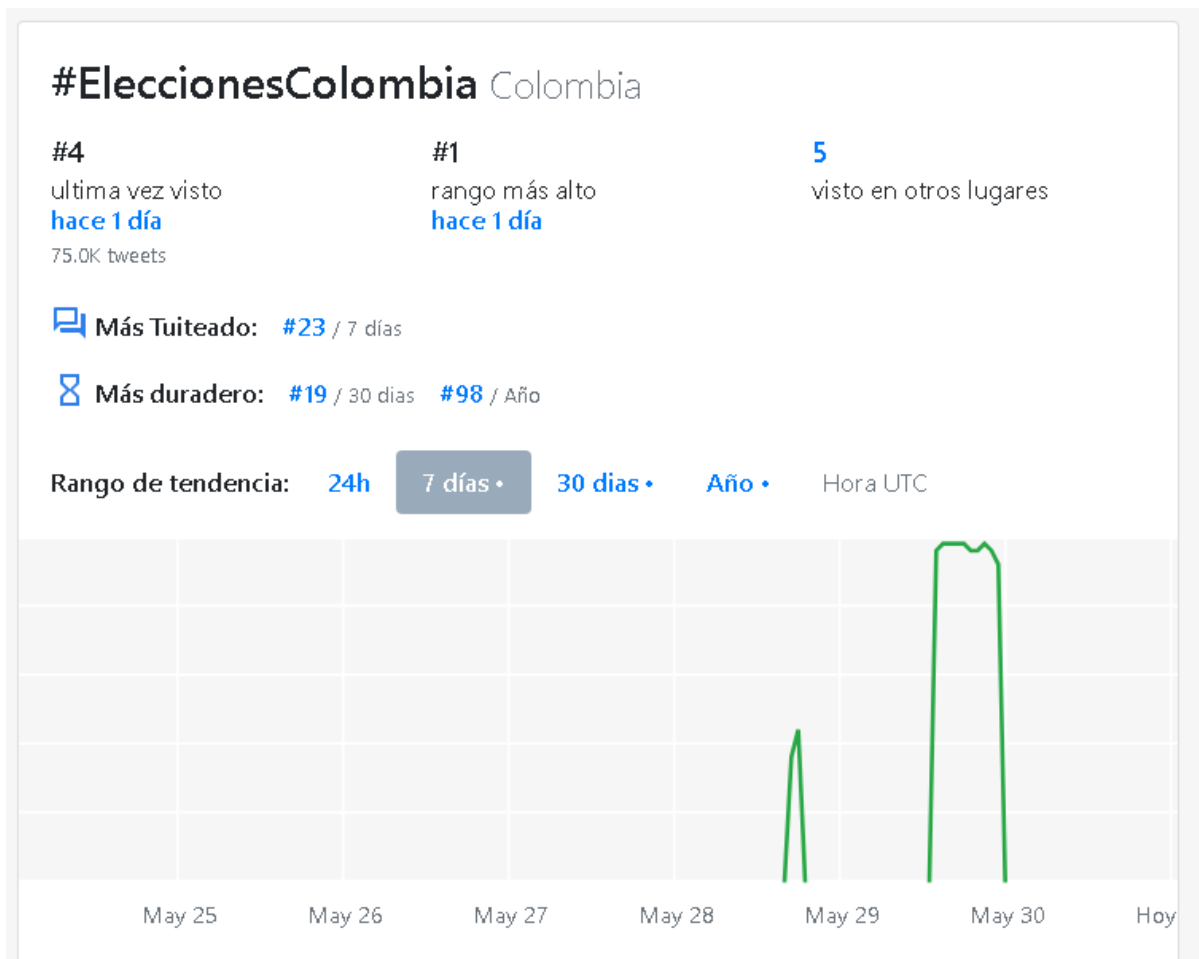 #EleccionesColombia Colombia
#4 #1 5
ultima vez visto rango más alto visto en otros lugares
hace 1 día hace 1 día
75.0K tweets
Más Tuiteado: #23 / 7 días
Más duradero: #19 / 30 dias #98 / Año
Rango de tendencia: 24h 7 días • 30 dias • Año • Hora UTC
May 25 May 26 May 27 May 28 May 29 May 30 Hoy